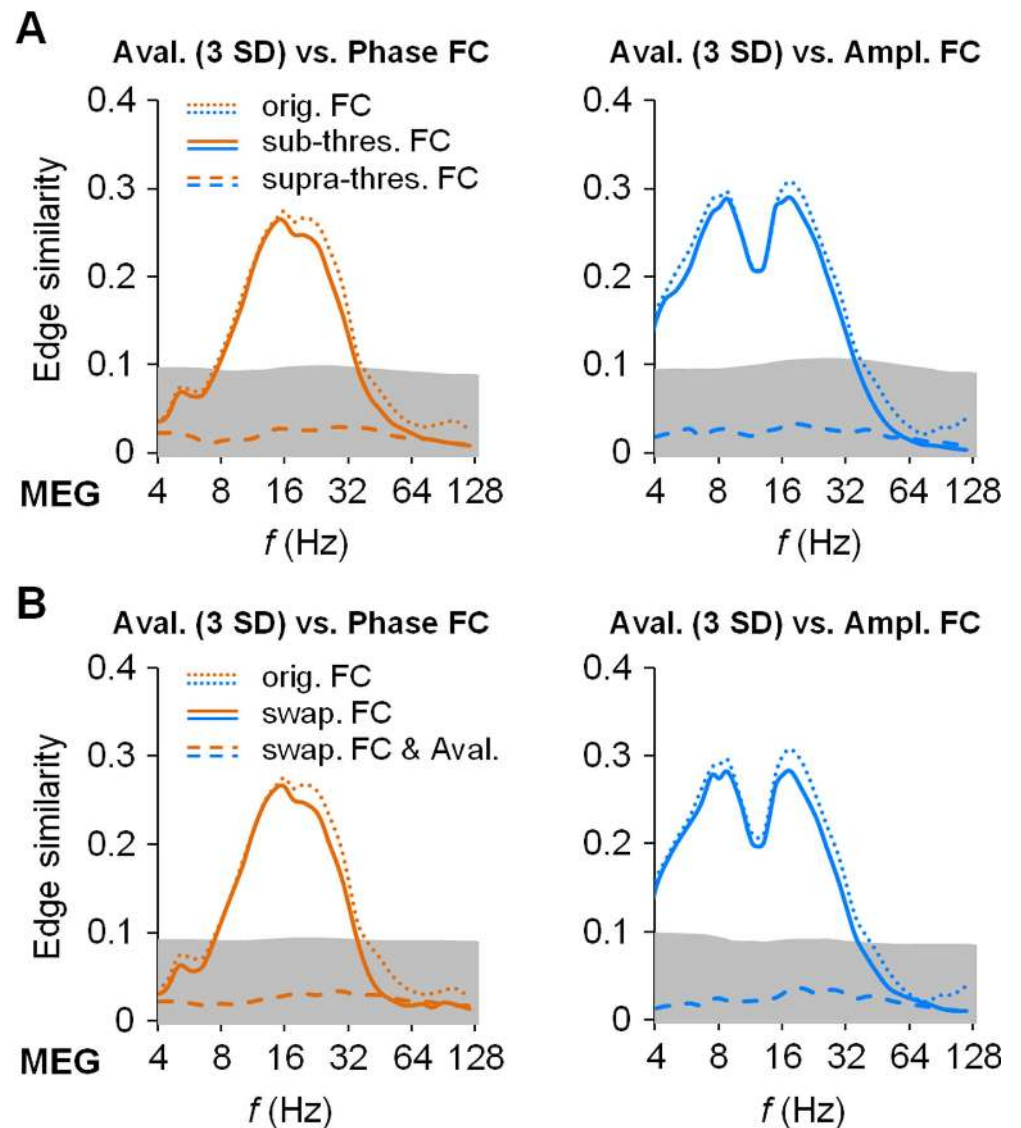 A
Aval. (3 SD) vs. Phase FC
Aval. (3 SD) vs. Ampl. FC
orig. FC
sub-thres. FC
supra-thres. FC
Edge similarity
0.4
0.3
0.2
0.1
0
0.4
0.3
0.2
0.1
0
MEG
4 8 16 32 64 128
4 8 16 32 64 128
f (Hz)
f (Hz)
B
Aval. (3 SD) vs. Phase FC
Aval. (3 SD) vs. Ampl. FC
orig. FC
swap. FC
swap. FC & Aval.
Edge similarity
0.4
0.3
0.2
0.1
0
0.4
0.3
0.2
0.1
0
MEG
4 8 16 32 64 128
4 8 16 32 64 128
f (Hz)
f (Hz)